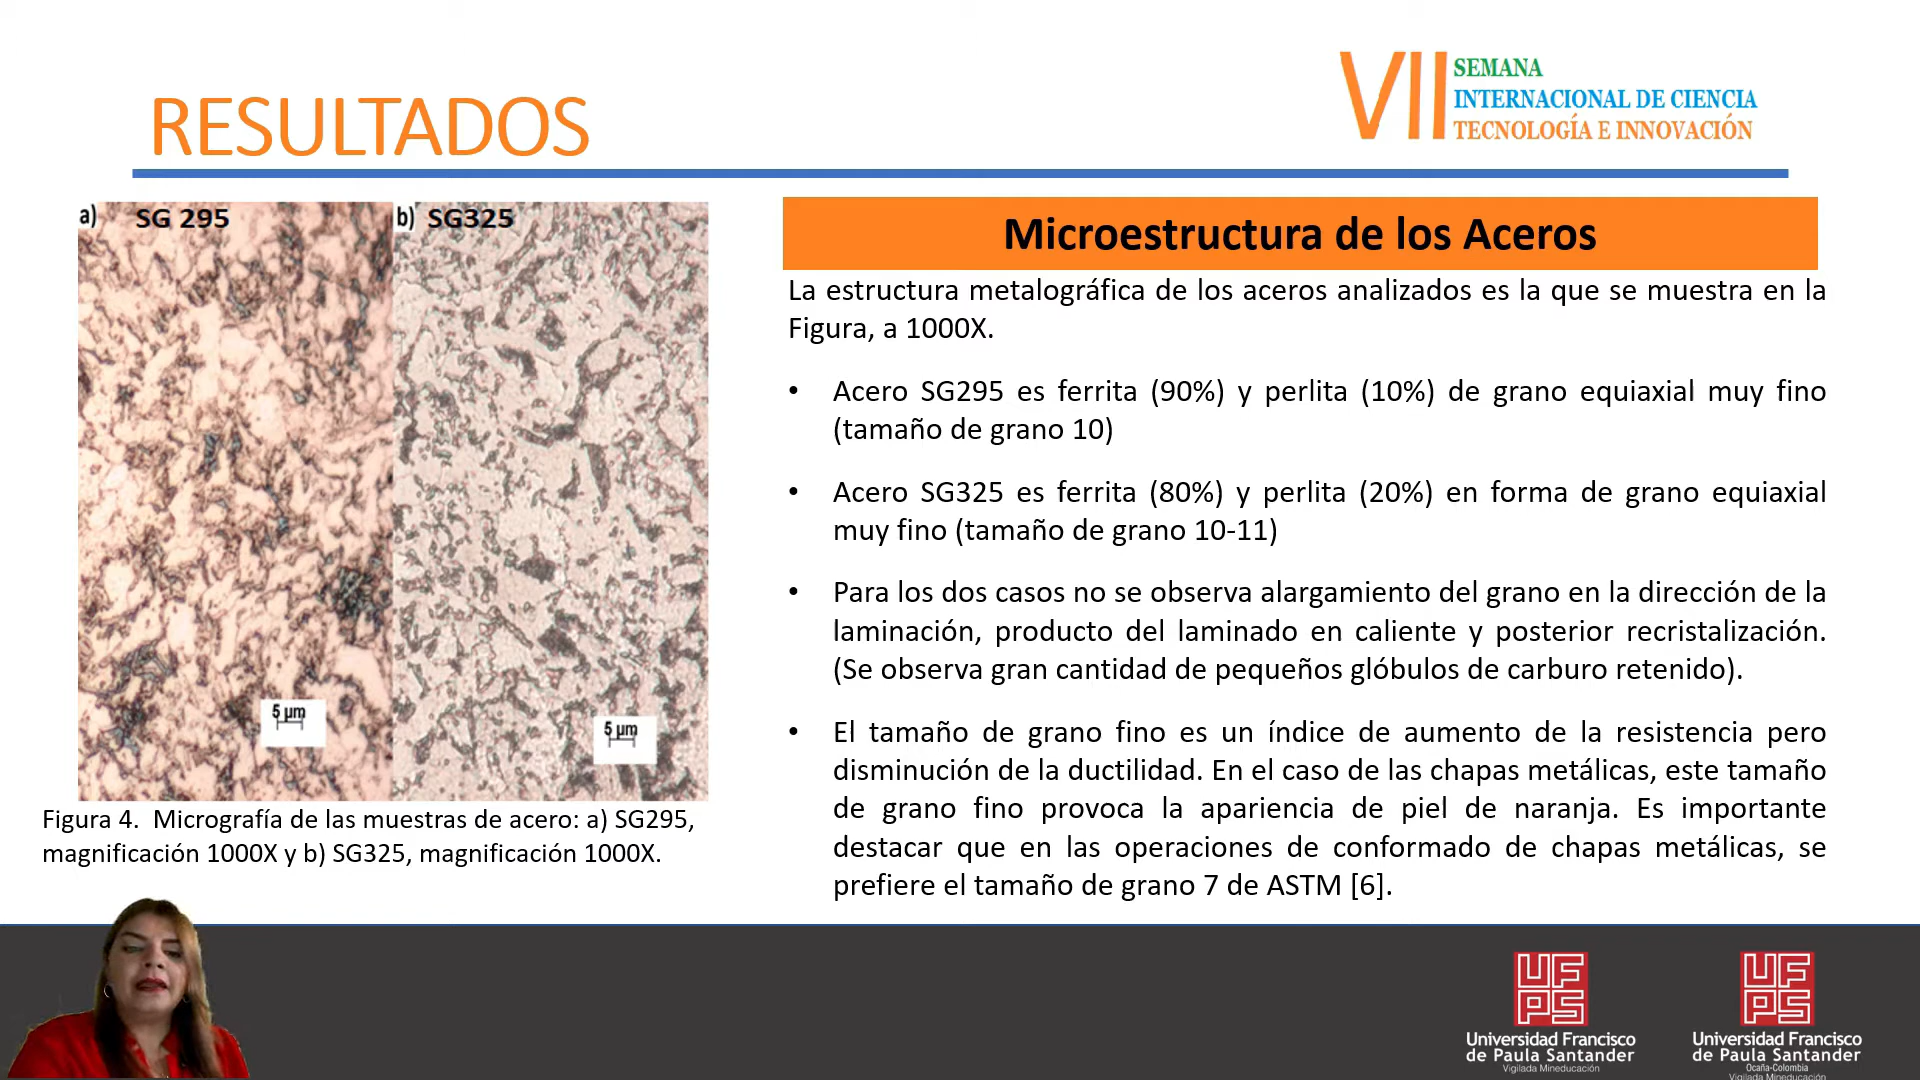 RESULTADOS
VII SEMANA
INTERNACIONAL DE CIENCIA
TECNOLOGÍA E INNOVACIÓN
a) SG 295
b) SG325
5 µm
5 µm
Figura 4. Micrografía de las muestras de acero: a) SG295,
magnificación 1000X y b) SG325, magnificación 1000X.
Microestructura de los Aceros
La estructura metalográfica de los aceros analizados es la que se muestra en la
Figura, a 1000X.
• Acero SG295 es ferrita (90%) y perlita (10%) de grano equiaxial muy fino
(tamaño de grano 10)
• Acero SG325 es ferrita (80%) y perlita (20%) en forma de grano equiaxial
muy fino (tamaño de grano 10-11)
• Para los dos casos no se observa alargamiento del grano en la dirección de la
laminación, producto del laminado en caliente y posterior recristalización.
(Se observa gran cantidad de pequeños glóbulos de carburo retenido).
• El tamaño de grano fino es un índice de aumento de la resistencia pero
disminución de la ductilidad. En el caso de las chapas metálicas, este tamaño
de grano fino provoca la apariencia de piel de naranja. Es importante
destacar que en las operaciones de conformado de chapas metálicas, se
prefiere el tamaño de grano 7 de ASTM [6].
UF
PS
Universidad Francisco
de Paula Santander
Vigilada Mineducación
UF
PS
Universidad Francisco
de Paula Santander
Ocaña-Colombia
Vigilada Mineducación